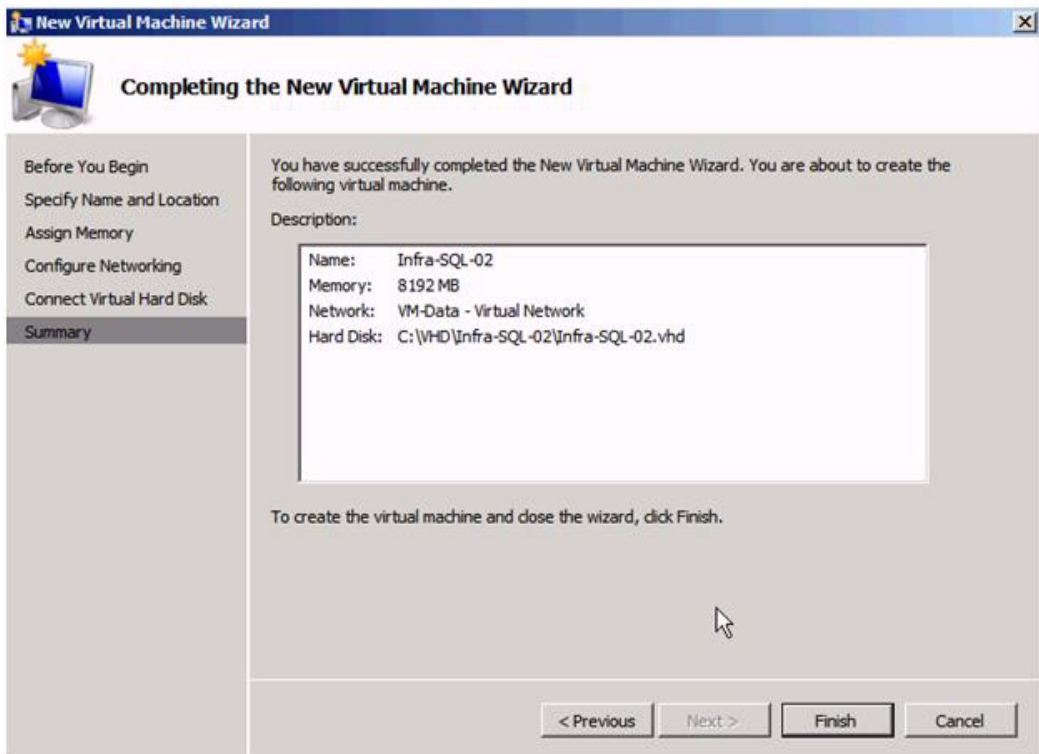 New Virtual Machine Wizard
Completing the New Virtual Machine Wizard
Before You Begin
Specify Name and Location
Assign Memory
Configure Networking
Connect Virtual Hard Disk
Summary
You have successfully completed the New Virtual Machine Wizard. You are about to create the
following virtual machine.
Description:
Name: Infra-SQL-02
Memory: 8192 MB
Network: VM-Data - Virtual Network
Hard Disk: C:\VHD\Infra-SQL-02\Infra-SQL-02.vhd
To create the virtual machine and close the wizard, click Finish.
< Previous Next > Finish Cancel